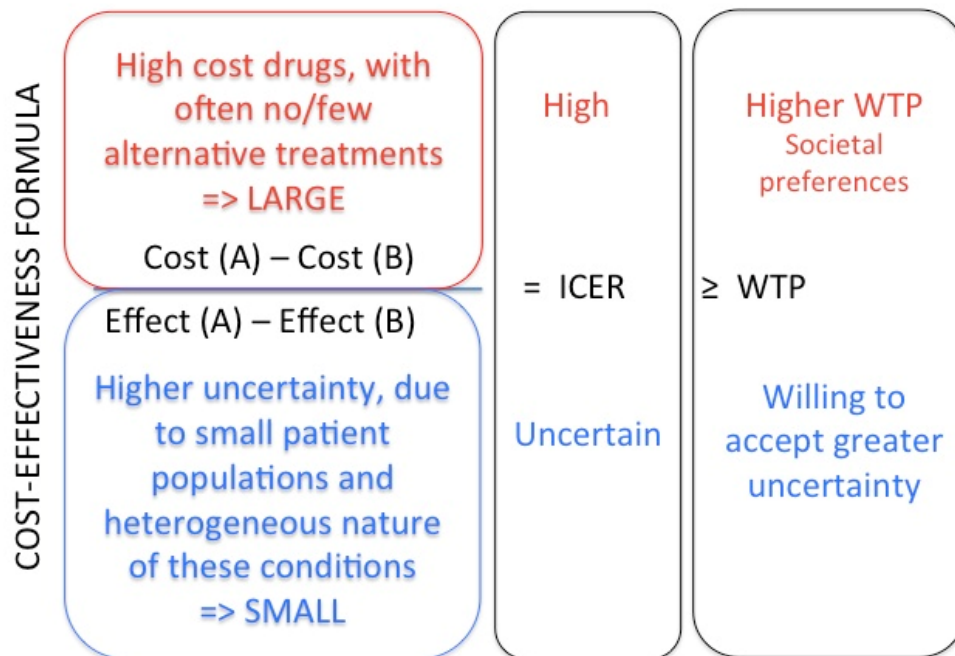 COST-EFFECTIVENESS FORMULA
High cost drugs, with
often no/few
alternative treatments
=> LARGE
Cost (A) – Cost (B)
Effect (A) – Effect (B)
Higher uncertainty, due
to small patient
populations and
heterogeneous nature
of these conditions
=> SMALL
High
= ICER
Uncertain
Higher WTP
Societal
preferences
≥ WTP
Willing to
accept greater
uncertainty